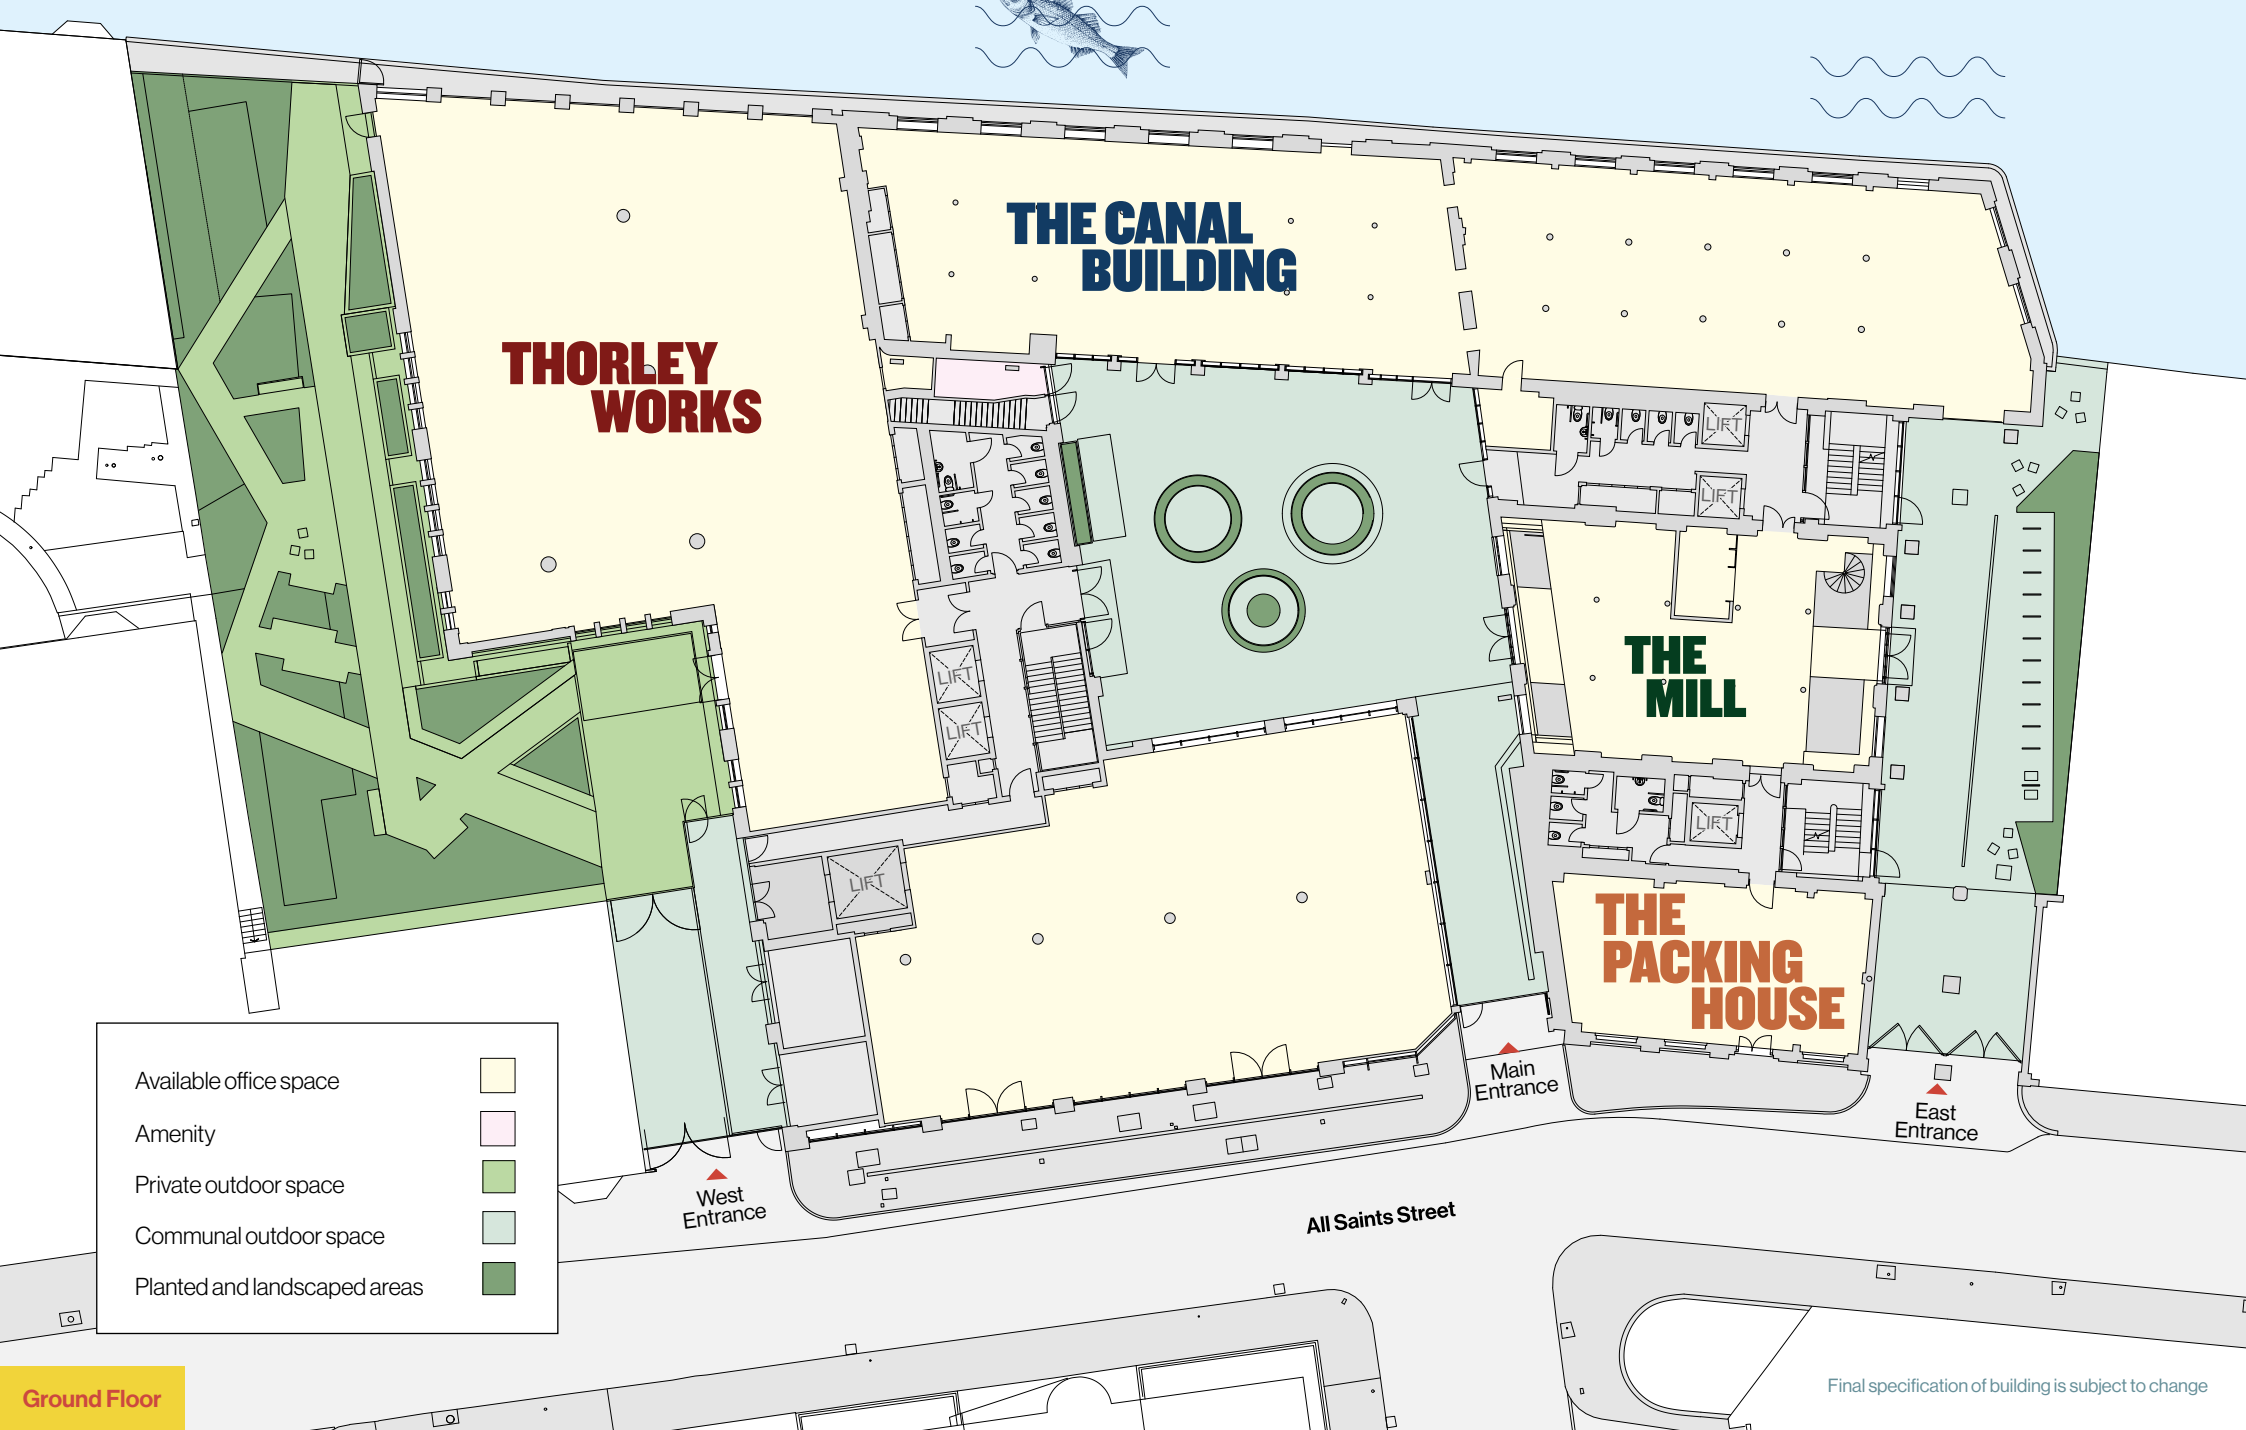 THE CANAL
BUILDING
THORLEY
WORKS
LIFT
LIFT
THE
MILL
LIFT
LIFT
LIFT
LIFT
THE
PACKING
HOUSE
Available office space
Amenity
Private outdoor space
Communal outdoor space
Planted and landscaped areas
Main
Entrance
East
Entrance
West
Entrance
All Saints Street
Ground Floor
Final specification of building is subject to change